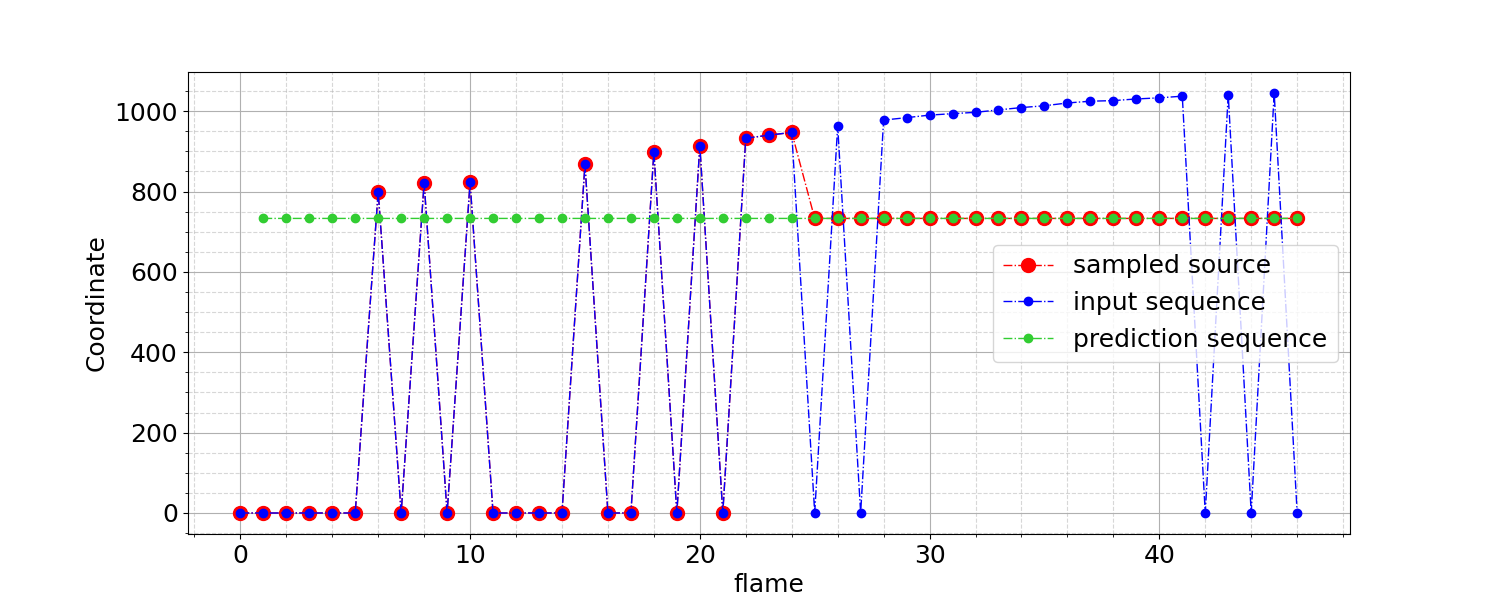 1000
800
600
400
200
0
Coordinate
sampled source
input sequence
prediction sequence
0 10 20 30 40
flame